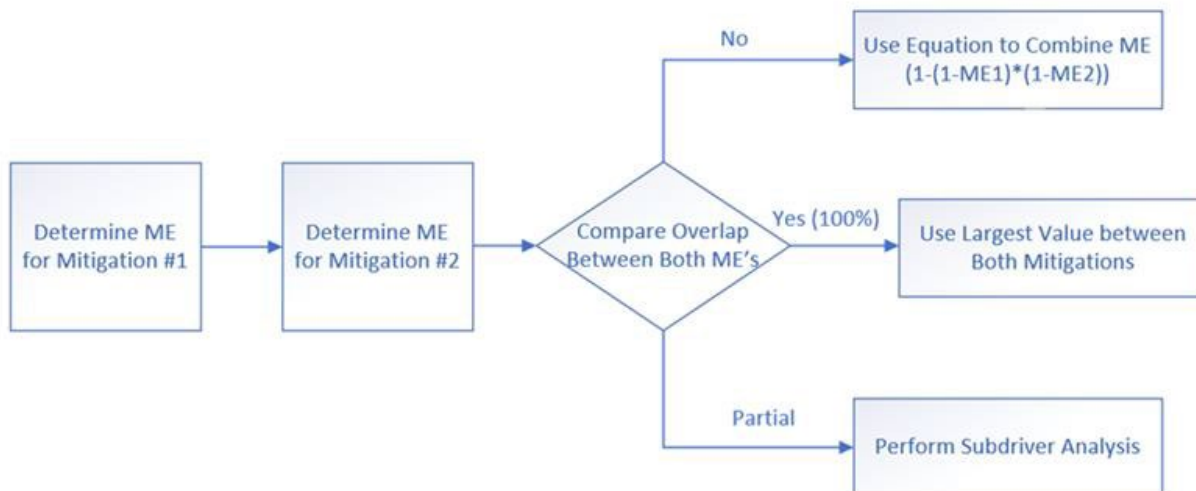 No
Use Equation to Combine ME
(1-(1-ME1)*(1-ME2))
Determine ME
for Mitigation #1
Determine ME
for Mitigation #2
Compare Overlap
Between Both ME's
Yes (100%)
Use Largest Value between
Both Mitigations
Partial
Perform Subdriver Analysis